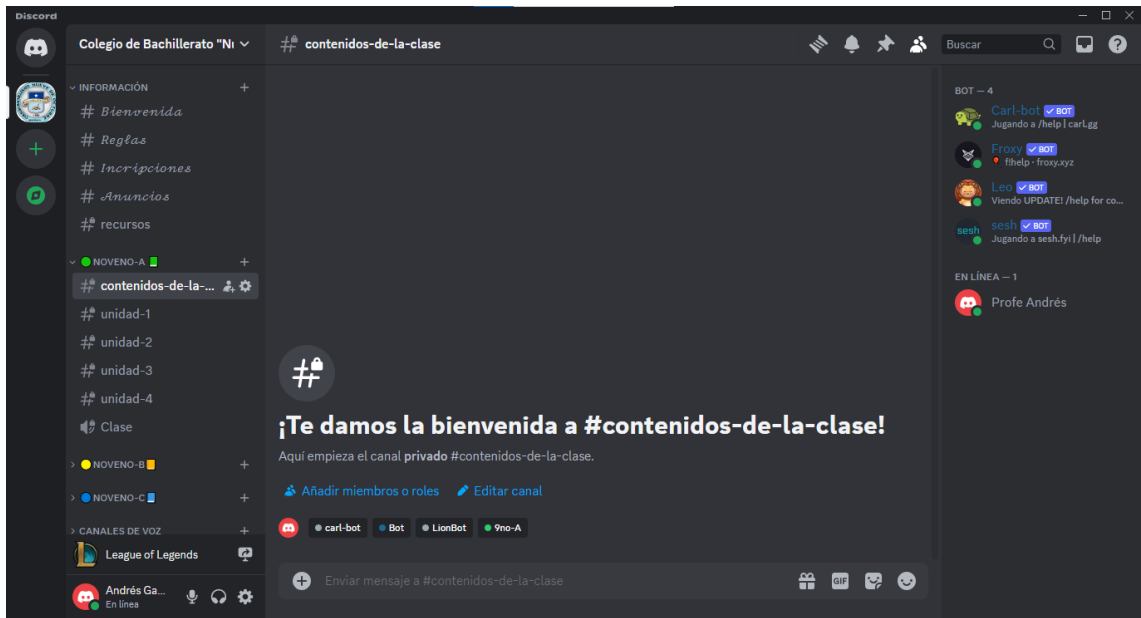 Discord
Colegio de Bachillerato "Nu
INFORMACIÓN
Bienvenida
Reglas
Incripciones
Anuncios
recursos
NOVENO-A
contenidos-de-la-...
unidad-1
unidad-2
unidad-3
unidad-4
Clase
NOVENO-B
NOVENO-C
CANALES DE VOZ
League of Legends
Andrés Ga...
En línea
contenidos-de-la-clase
Buscar
¡Te damos la bienvenida a #contenidos-de-la-clase!
Aquí empieza el canal privado #contenidos-de-la-clase.
Añadir miembros o roles Editar canal
carl-bot Bot LionBot 9no-A
Enviar mensaje a #contenidos-de-la-clase
GIF
BOT — 4
Carl-bot BOT
Jugando a /help | carl.gg
Froxy BOT
f!help · froxy.xyz
Leo BOT
Viendo UPDATE! /help for co...
sesh
sesh BOT
Jugando a sesh.fyi | /help
EN LÍNEA — 1
Profe Andrés